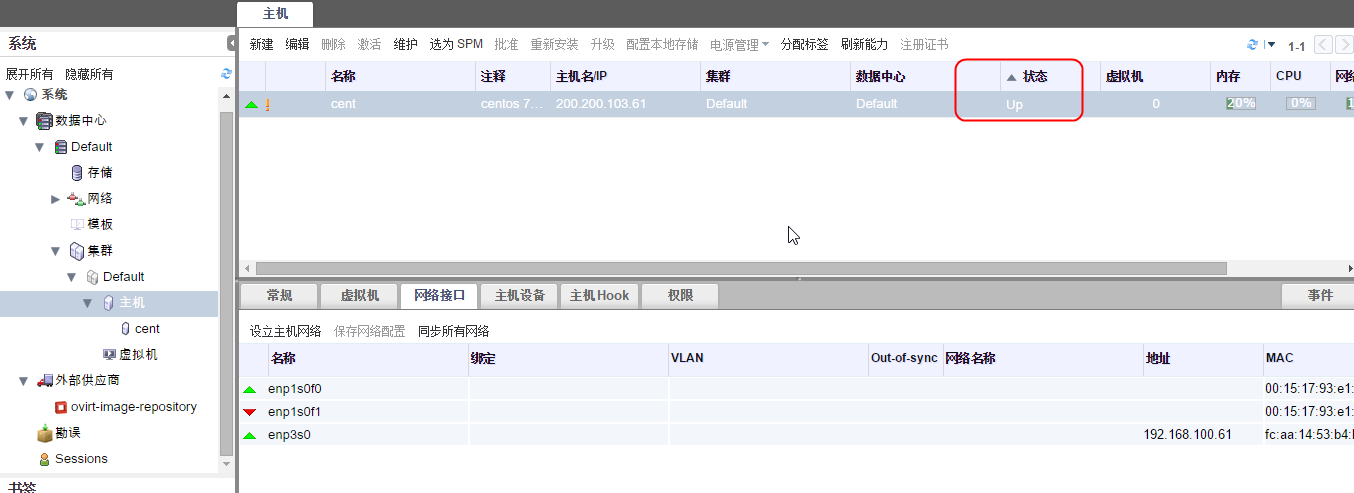 主机
系统
展开所有 隐藏所有
系统
数据中心
Default
存储
网络
模板
集群
Default
主机
cent
虚拟机
外部供应商
ovirt-image-repository
勘误
Sessions
书签
新建 编辑 删除 激活 维护 选为 SPM 批准 重新安装 升级 配置本地存储 电源管理 分配标签 刷新能力 注册证书 1-1
名称 注释 主机名/IP 集群 数据中心 状态 虚拟机 内存 CPU 网络
cent centos 7... 200.200.103.61 Default Default Up 0 20% 0%
常规 虚拟机 网络接口 主机设备 主机Hook 权限 事件
设立主机网络 保存网络配置 同步所有网络
名称 绑定 VLAN Out-of-sync 网络名称 地址 MAC
enp1s0f0 00:15:17:93:e1:
enp1s0f1 00:15:17:93:e1:
enp3s0 192.168.100.61 fc:aa:14:53:b4: